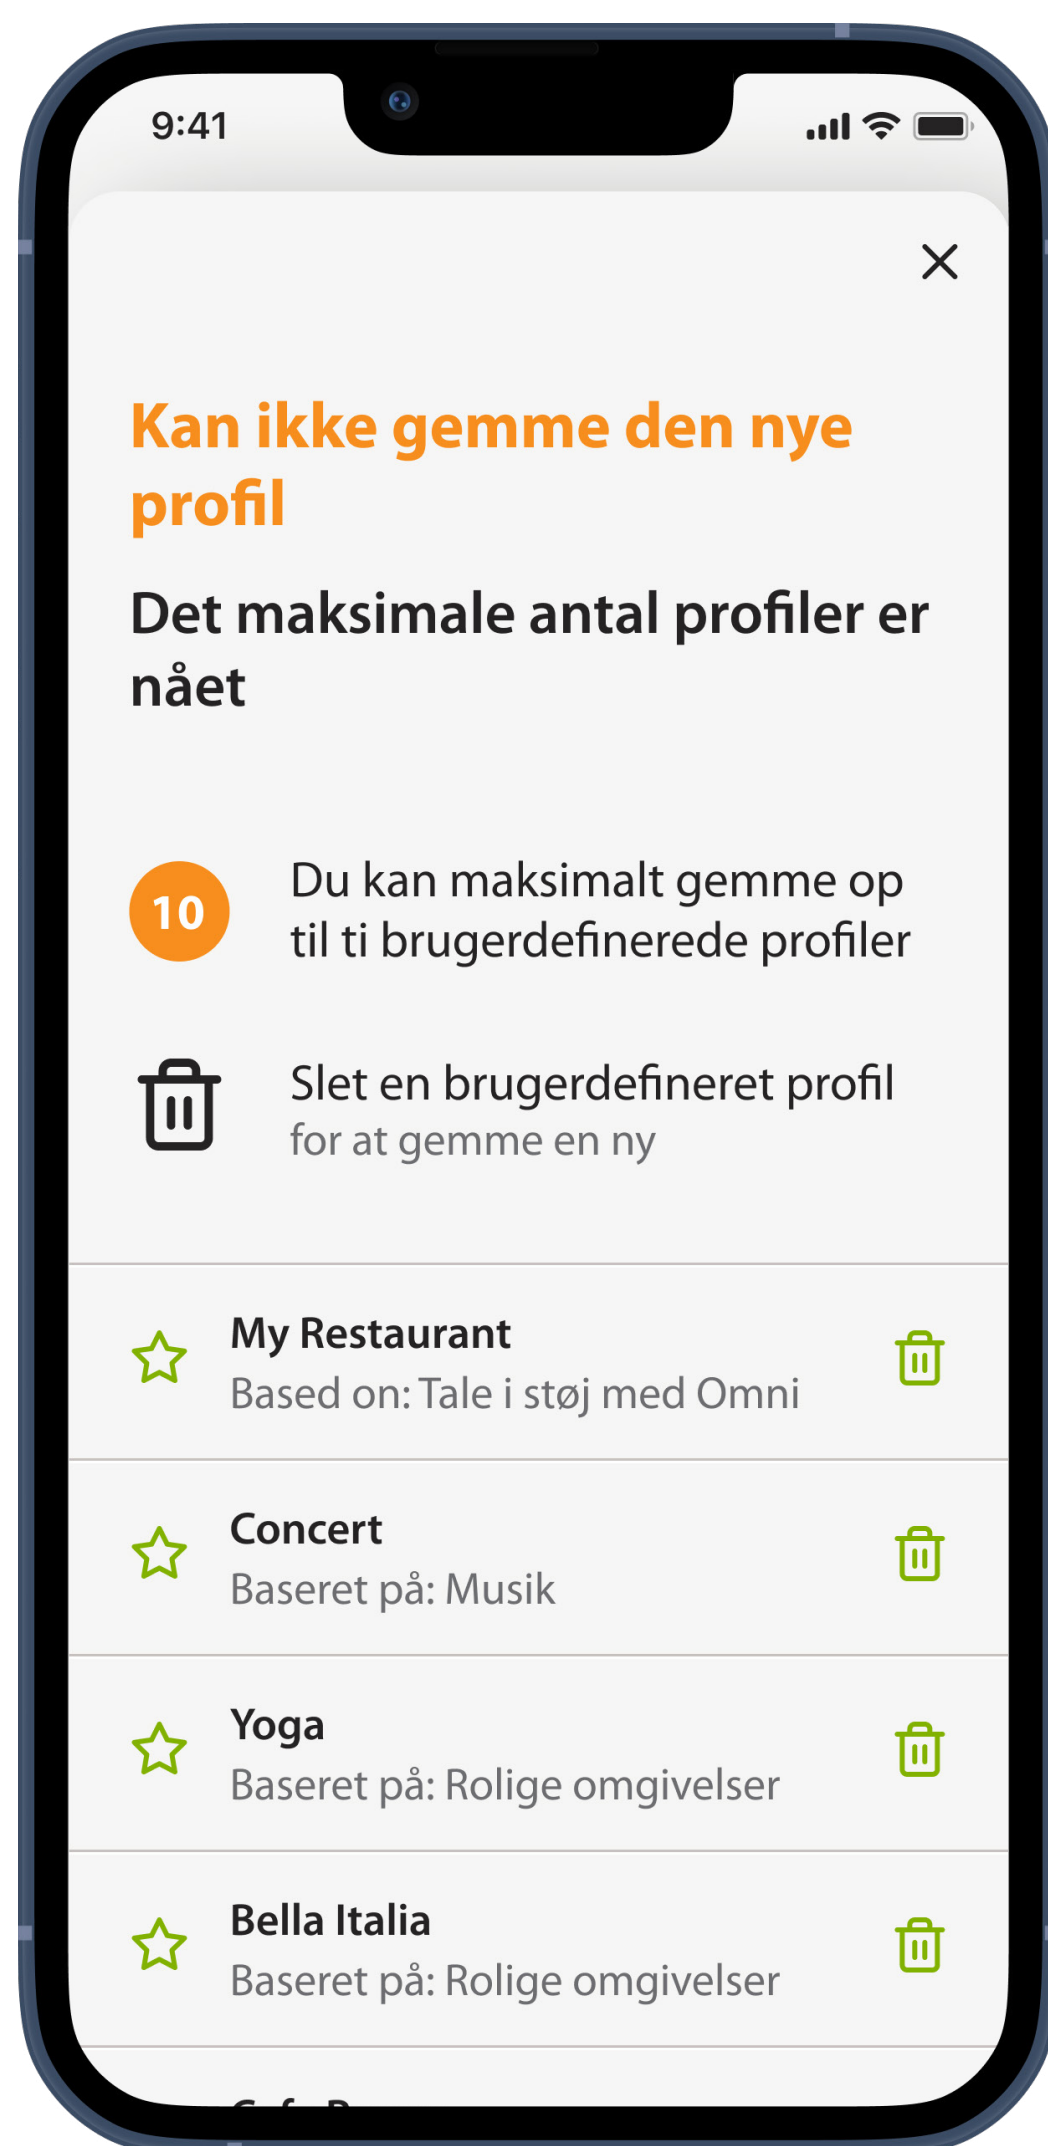 9:41
Kan ikke gemme den nye
profil
Det maksimale antal profiler er
nået
10
Du kan maksimalt gemme op
til ti brugerdefinerede profiler
Slet en brugerdefineret profil
for at gemme en ny
My Restaurant
Based on: Tale i støj med Omni
Concert
Baseret på: Musik
Yoga
Baseret på: Rolige omgivelser
Bella Italia
Baseret på: Rolige omgivelser